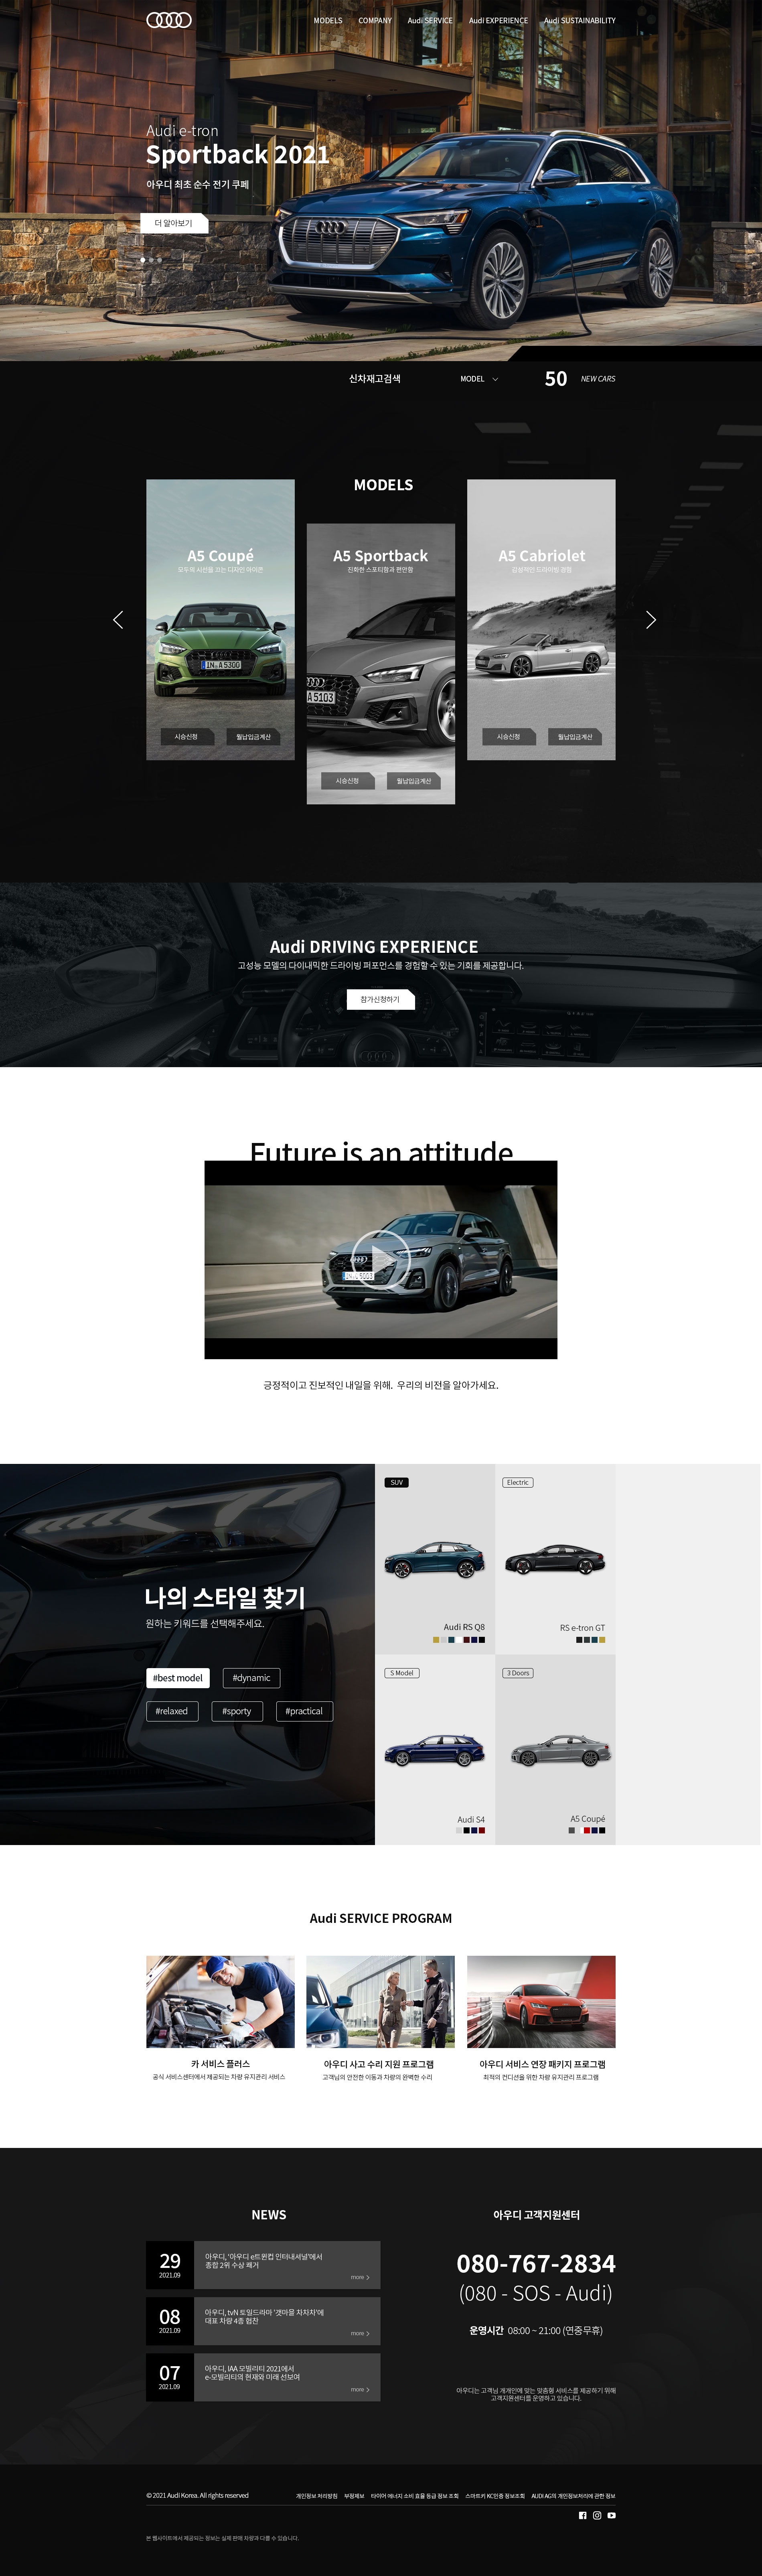 MODELS COMPANY Audi SERVICE Audi EXPERIENCE Audi SUSTAINABILITY
Audi e-tron
Sportback 2021
아우디 최초 순수 전기 쿠페
더 알아보기
신차재고검색 MODEL 50 NEW CARS
MODELS
A5 Coupé
모두의 시선을 끄는 디자인 아이콘
IN A 5300
시승신청 월납입금계산
A5 Sportback
진화한 스포티함과 편안함
A 5103
시승신청 월납입금계산
A5 Cabriolet
감성적인 드라이빙 경험
시승신청 월납입금계산
Audi DRIVING EXPERIENCE
고성능 모델의 다이내믹한 드라이빙 퍼포먼스를 경험할 수 있는 기회를 제공합니다.
참가신청하기
Future is an attitude
긍정적이고 진보적인 내일을 위해. 우리의 비전을 알아가세요.
나의 스타일 찾기
원하는 키워드를 선택해주세요.
#best model #dynamic
#relaxed #sporty #practical
SUV
Audi RS Q8
Electric
RS e-tron GT
S Model
Audi S4
3 Doors
A5 Coupé
Audi SERVICE PROGRAM
카 서비스 플러스
공식 서비스센터에서 제공되는 차량 유지관리 서비스
아우디 사고 수리 지원 프로그램
고객님의 안전한 이동과 차량의 완벽한 수리
아우디 서비스 연장 패키지 프로그램
최적의 컨디션을 위한 차량 유지관리 프로그램
NEWS
29
2021.09
아우디, '아우디 e트윈컵 인터내셔널'에서
종합 2위 수상 쾌거
more
08
2021.09
아우디, tvN 토일드라마 '갯마을 차차차'에
대표 차량 4종 협찬
more
07
2021.09
아우디, IAA 모빌리티 2021에서
e-모빌리티의 현재와 미래 선보여
more
아우디 고객지원센터
080-767-2834
(080 - SOS - Audi)
운영시간 08:00 ~ 21:00 (연중무휴)
아우디는 고객님 개개인에 맞는 맞춤형 서비스를 제공하기 위해
고객지원센터를 운영하고 있습니다.
© 2021 Audi Korea. All rights reserved
개인정보 처리방침 부정제보 타이어 에너지 소비 효율 등급 정보 조회 스마트키 KC인증 정보조회 AUDI AG의 개인정보처리에 관한 정보
본 웹사이트에서 제공되는 정보는 실제 판매 차량과 다를 수 있습니다.